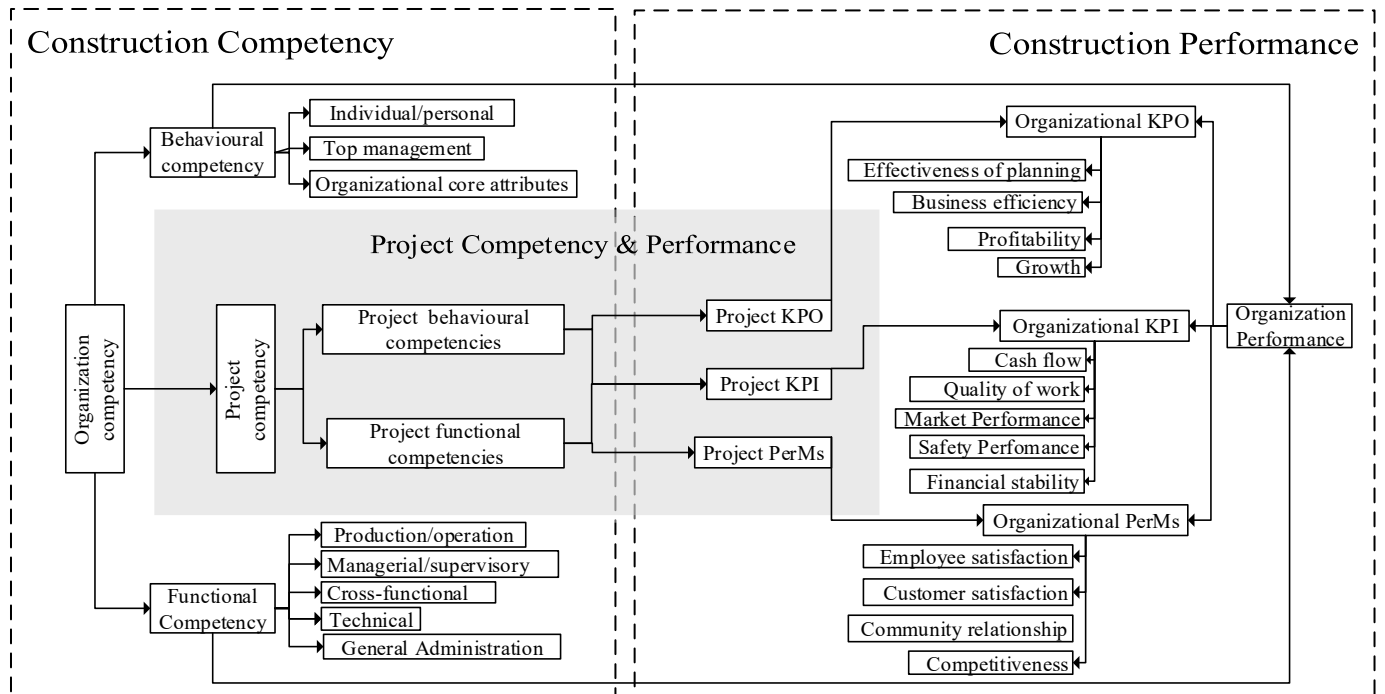 Construction Competency
Construction Performance
Behavioural
competency
Individual/personal
Top management
Organizational core attributes
Organizational KPO
Effectiveness of planning
Business efficiency
Profitability
Growth
Project Competency & Performance
Organization
competency
Project
competency
Project behavioural
competencies
Project functional
competencies
Project KPO
Project KPI
Project PerMs
Organizational KPI
Cash flow
Quality of work
Market Performance
Safety Perfomance
Financial stability
Organization
Performance
Organizational PerMs
Employee satisfaction
Customer satisfaction
Community relationship
Competitiveness
Functional
Competency
Production/operation
Managerial/supervisory
Cross-functional
Technical
General Administration